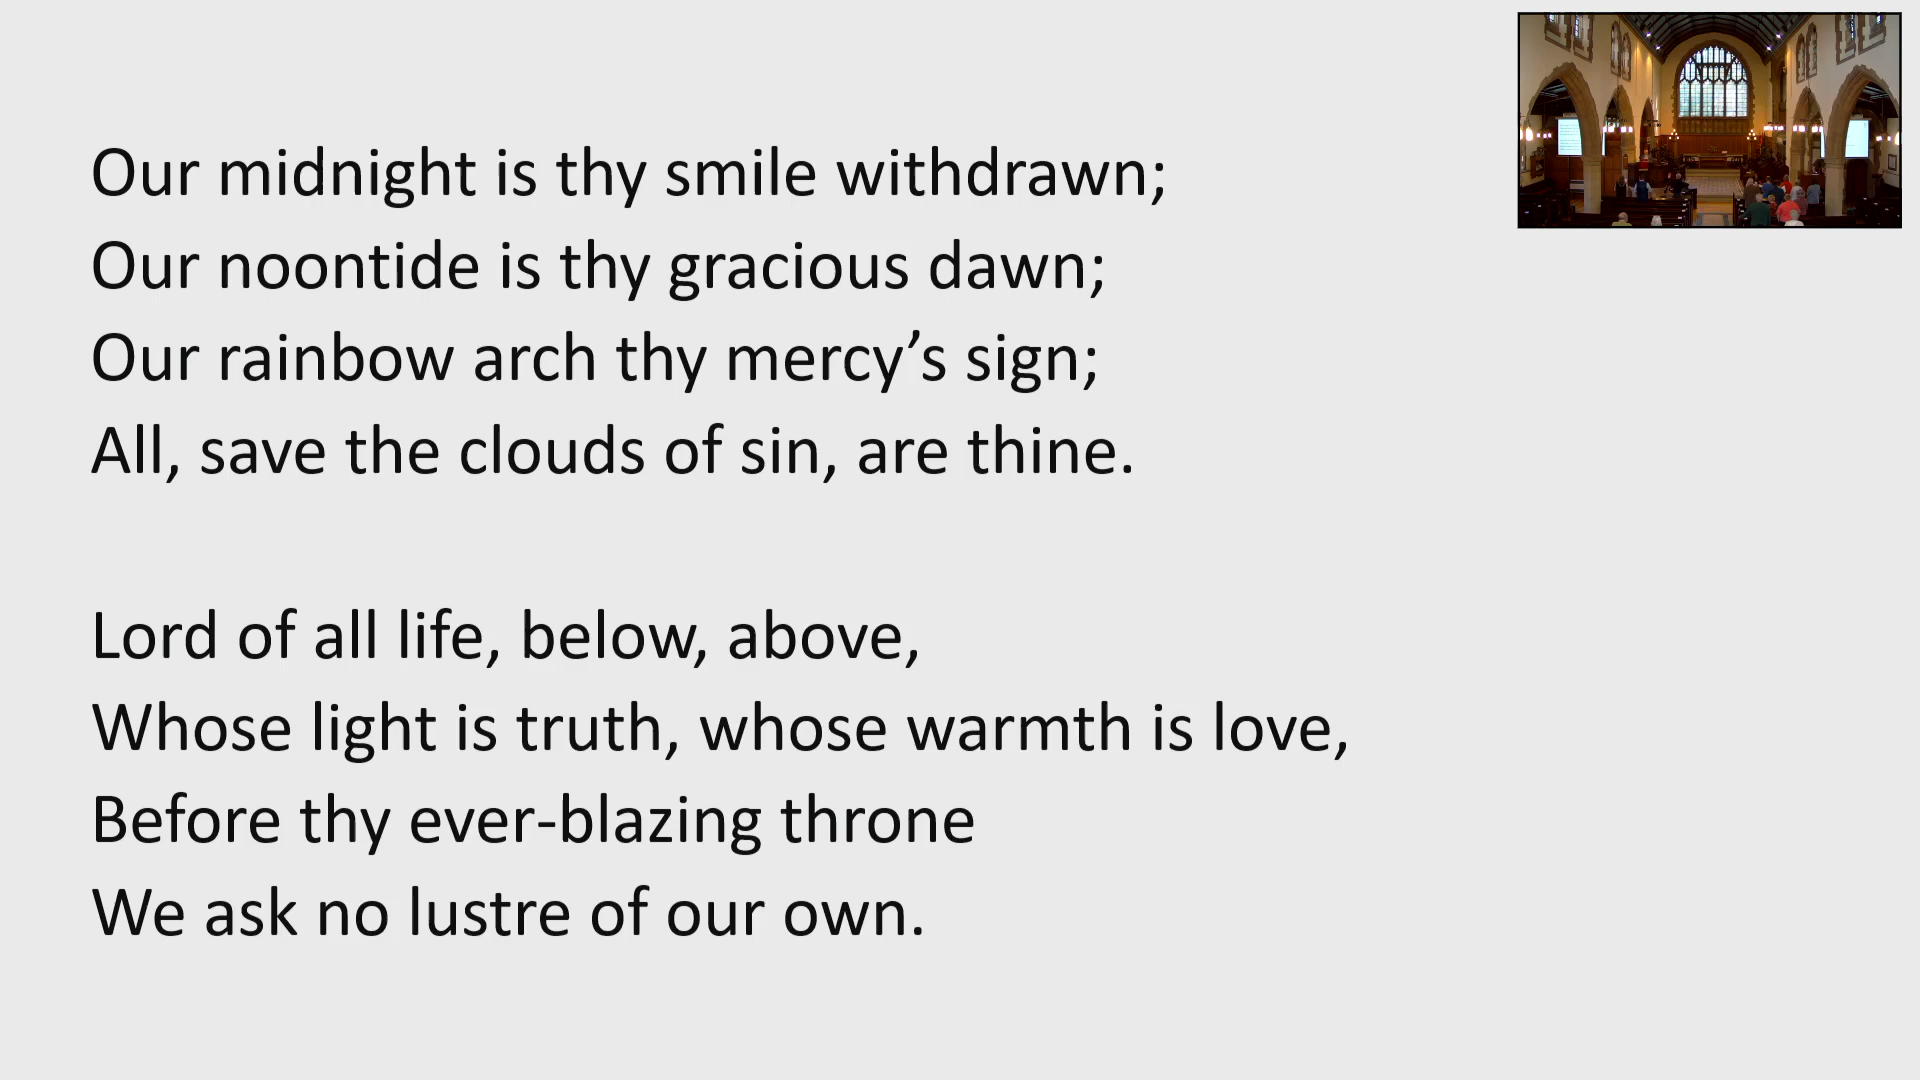 Our midnight is thy smile withdrawn;
Our noontide is thy gracious dawn;
Our rainbow arch thy mercy’s sign;
All, save the clouds of sin, are thine.
Lord of all life, below, above,
Whose light is truth, whose warmth is love,
Before thy ever-blazing throne
We ask no lustre of our own.